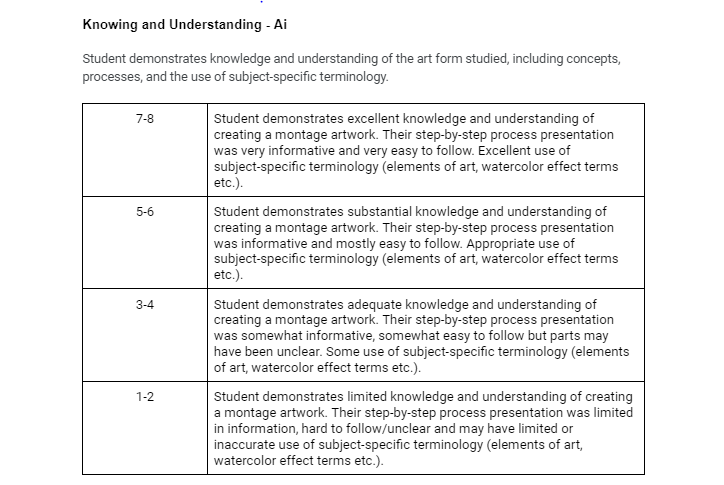 Knowing and Understanding - Ai
Student demonstrates knowledge and understanding of the art form studied, including concepts,
processes, and the use of subject-specific terminology.
7-8
Student demonstrates excellent knowledge and understanding of
creating a montage artwork. Their step-by-step process presentation
was very informative and very easy to follow. Excellent use of
subject-specific terminology (elements of art, watercolor effect terms
etc.).
5-6
Student demonstrates substantial knowledge and understanding of
creating a montage artwork. Their step-by-step process presentation
was informative and mostly easy to follow. Appropriate use of
subject-specific terminology (elements of art, watercolor effect terms
etc.).
3-4
Student demonstrates adequate knowledge and understanding of
creating a montage artwork. Their step-by-step process presentation
was somewhat informative, somewhat easy to follow but parts may
have been unclear. Some use of subject-specific terminology (elements
of art, watercolor effect terms etc.).
1-2
Student demonstrates limited knowledge and understanding of creating
a montage artwork. Their step-by-step process presentation was limited
in information, hard to follow/unclear and may have limited or
inaccurate use of subject-specific terminology (elements of art,
watercolor effect terms etc.).